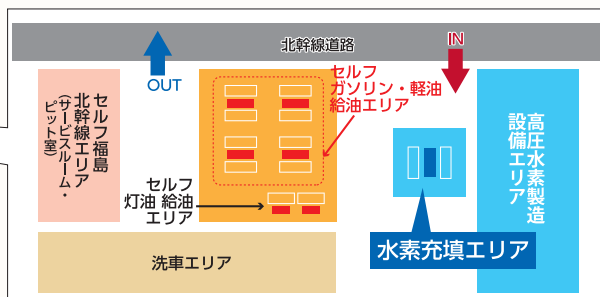 北幹線道路
OUT
IN
セルフ福島
北幹線エリア
(サービスルーム・
ピット室)
セルフ
ガソリン・軽油
給油エリア
セルフ
灯油 給油
エリア
高圧水素製造
設備エリア
水素充填エリア
洗車エリア